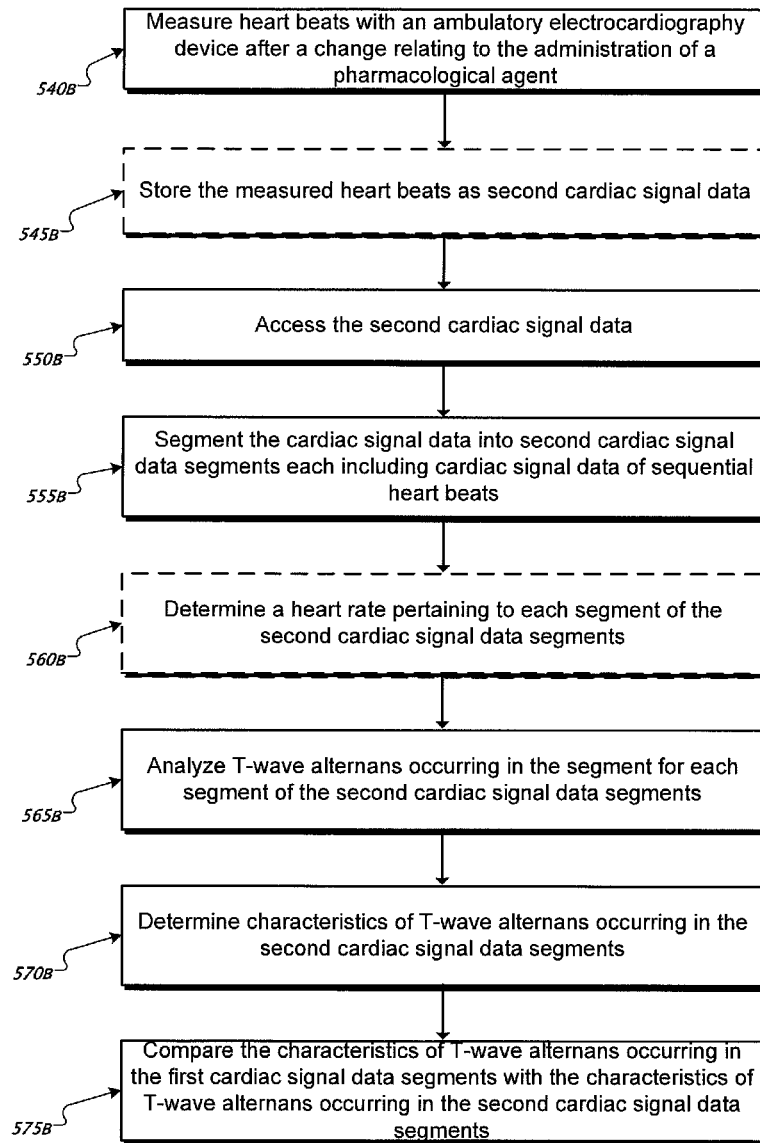 Measure heart beats with an ambulatory electrocardiography
device after a change relating to the administration of a
pharmacological agent
540B
Store the measured heart beats as second cardiac signal data
545B
Access the second cardiac signal data
550B
Segment the cardiac signal data into second cardiac signal
data segments each including cardiac signal data of sequential
heart beats
555B
Determine a heart rate pertaining to each segment of the
second cardiac signal data segments
560B
Analyze T-wave alternans occurring in the segment for each
segment of the second cardiac signal data segments
565B
Determine characteristics of T-wave alternans occurring in the
second cardiac signal data segments
570B
Compare the characteristics of T-wave alternans occurring in
the first cardiac signal data segments with the characteristics of
T-wave alternans occurring in the second cardiac signal data
segments
575B